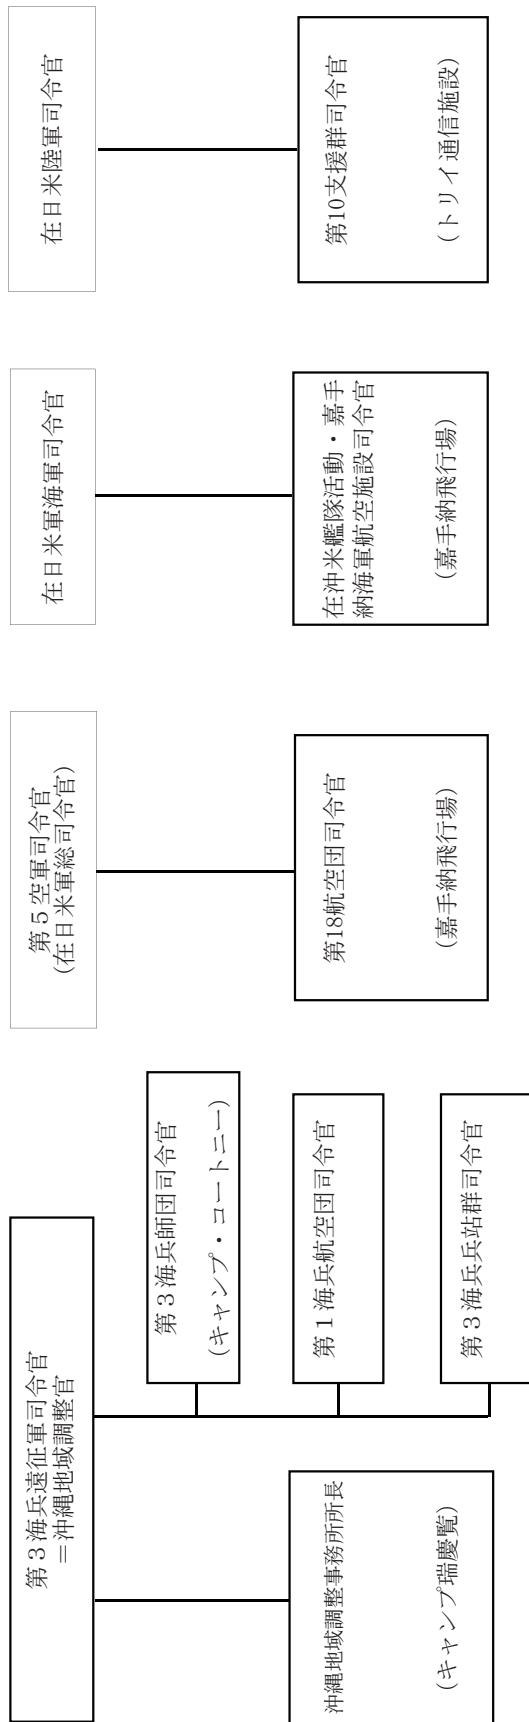 第３海兵遠征軍司令官
＝沖縄地域調整官
沖縄地域調整事務所所長
(キャンプ瑞慶覧)
第３海兵師団司令官
(キャンプ・コートニー)
第１海兵航空団司令官
第３海兵兵站群司令官
第５空軍司令官
(在日米軍総司令官)
第18航空団司令官
(嘉手納飛行場)
在日米軍海軍司令官
在沖米艦隊活動・嘉手
納海軍航空施設司令官
(嘉手納飛行場)
在日米陸軍司令官
第10支援群司令官
(トリイ通信施設)